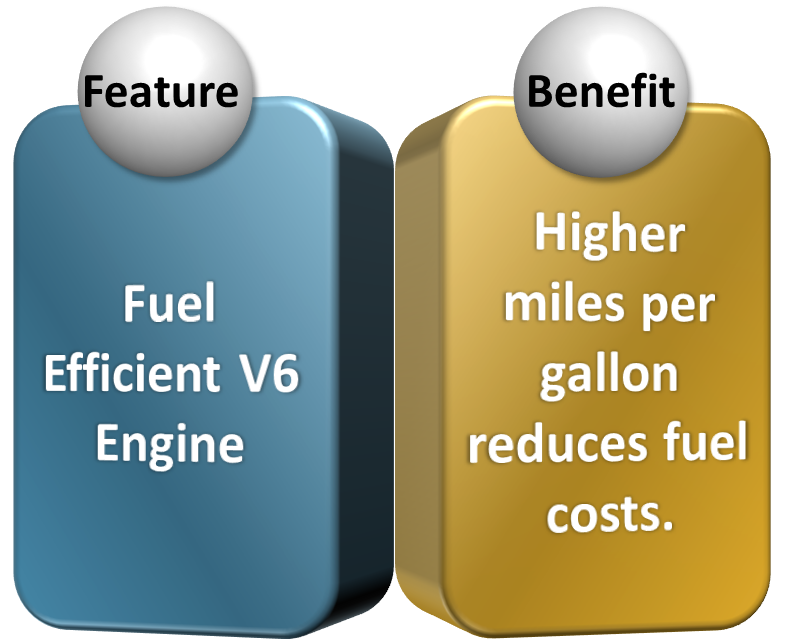 Feature
Fuel
Efficient V6
Engine
Benefit
Higher
miles per
gallon
reduces fuel
costs.